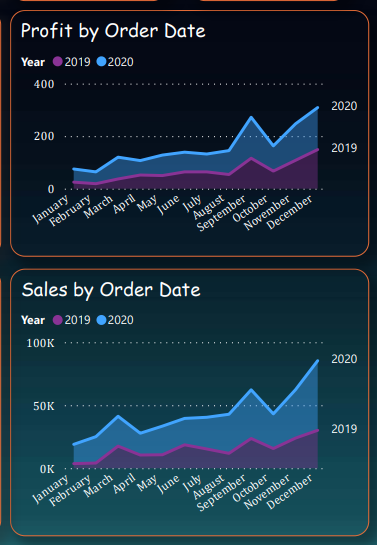 Profit by Order Date
Year 2019 2020
400
200
0
2020
2019
January
February
March
April
May
June
July
August
September
October
November
December
Sales by Order Date
Year 2019 2020
100K
50K
0K
2020
2019
January
February
March
April
May
June
July
August
September
October
November
December